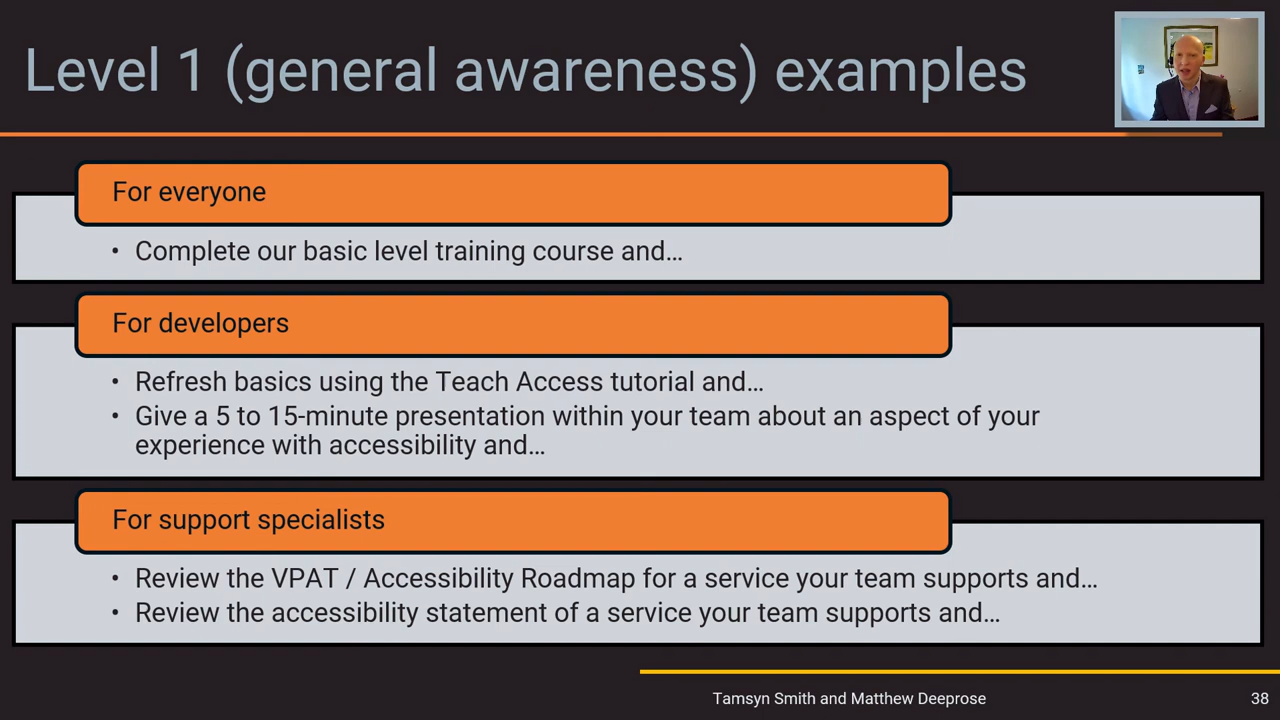 Level 1 (general awareness) examples
For everyone
• Complete our basic level training course and…
For developers
• Refresh basics using the Teach Access tutorial and…
• Give a 5 to 15-minute presentation within your team about an aspect of your
experience with accessibility and…
For support specialists
• Review the VPAT / Accessibility Roadmap for a service your team supports and…
• Review the accessibility statement of a service your team supports and…
Tamsyn Smith and Matthew Deeprose
38